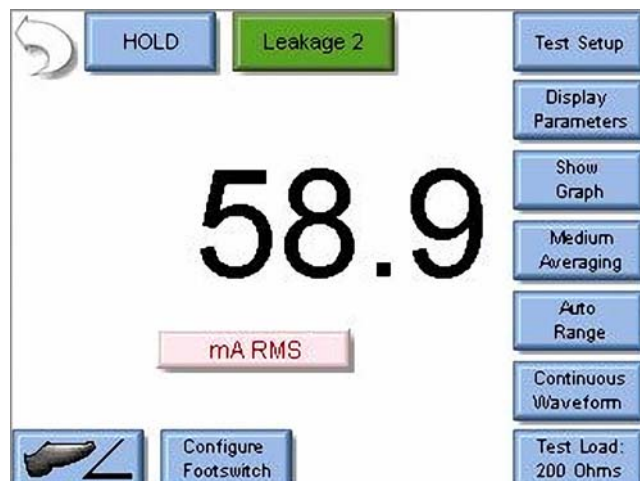 HOLD
Leakage 2
Test Setup
Display
Parameters
Show
Graph
58.9
Medium
Averaging
Auto
Range
mA RMS
Continuous
Waveform
Configure
Footswitch
Test Load:
200 Ohms